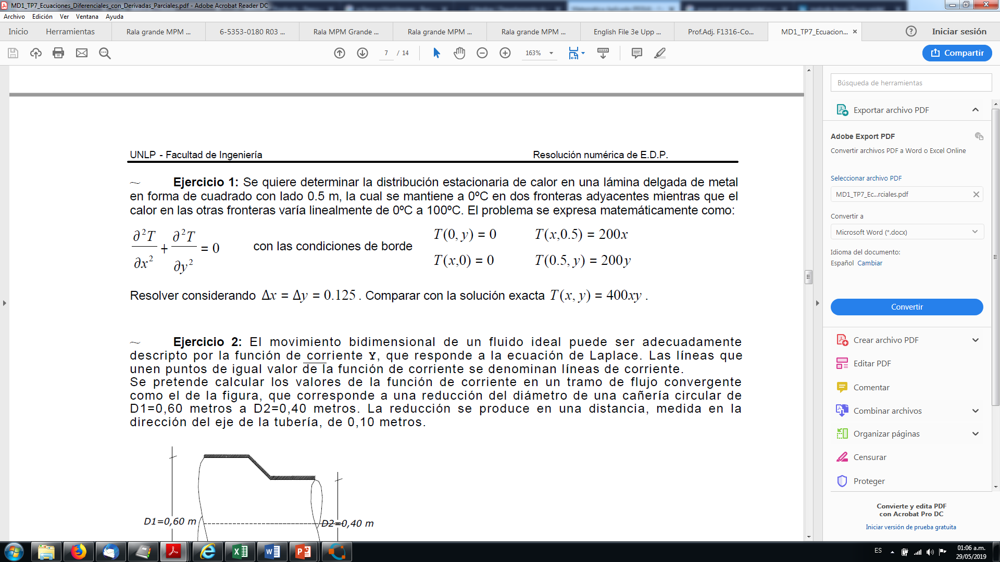 MD1_TP7_Ecuaciones_Diferenciales_con_Derivadas_Parciales.pdf - Adobe Acrobat Reader DC
Archivo Edición Ver Ventana Ayuda
Inicio Herramientas Rala grande MPM ... 6-5353-0180 R03 ... Rala MPM Grande ... Rala grande MPM ... Rala grande MPM ... English File 3e Upp ... Prof.Adj. F1316-Co... MD1_TP7_Ecuacion... Iniciar sesión
7 / 14 163% Compartir
UNLP - Facultad de Ingeniería Resolución numérica de E.D.P.
~ Ejercicio 1: Se quiere determinar la distribución estacionaria de calor en una lámina delgada de metal
en forma de cuadrado con lado 0.5 m, la cual se mantiene a 0ºC en dos fronteras adyacentes mientras que el
calor en las otras fronteras varía linealmente de 0ºC a 100ºC. El problema se expresa matemáticamente como:
∂²T/∂x² + ∂²T/∂y² = 0 con las condiciones de borde T(0, y) = 0 T(x,0.5) = 200x
T(x,0) = 0 T(0.5, y) = 200y
Resolver considerando Δx = Δy = 0.125. Comparar con la solución exacta T(x, y) = 400xy .
~ Ejercicio 2: El movimiento bidimensional de un fluido ideal puede ser adecuadamente
descripto por la función de corriente Y, que responde a la ecuación de Laplace. Las líneas que
unen puntos de igual valor de la función de corriente se denominan líneas de corriente.
Se pretende calcular los valores de la función de corriente en un tramo de flujo convergente
como el de la figura, que corresponde a una reducción del diámetro de una cañería circular de
D1=0,60 metros a D2=0,40 metros. La reducción se produce en una distancia, medida en la
dirección del eje de la tubería, de 0,10 metros.
D1=0,60 m
D2=0,40 m
Búsqueda de herramientas
Exportar archivo PDF
Adobe Export PDF
Convertir archivos PDF a Word o Excel Online
Seleccionar archivo PDF
MD1_TP7_Ec...rciales.pdf
Convertir a
Microsoft Word (*.docx)
Idioma del documento:
Español Cambiar
Convertir
Crear archivo PDF
Editar PDF
Comentar
Combinar archivos
Organizar páginas
Censurar
Proteger
Convierte y edita PDF
con Acrobat Pro DC
Iniciar versión de prueba gratuita
ES
01:06 a.m.
29/05/2019